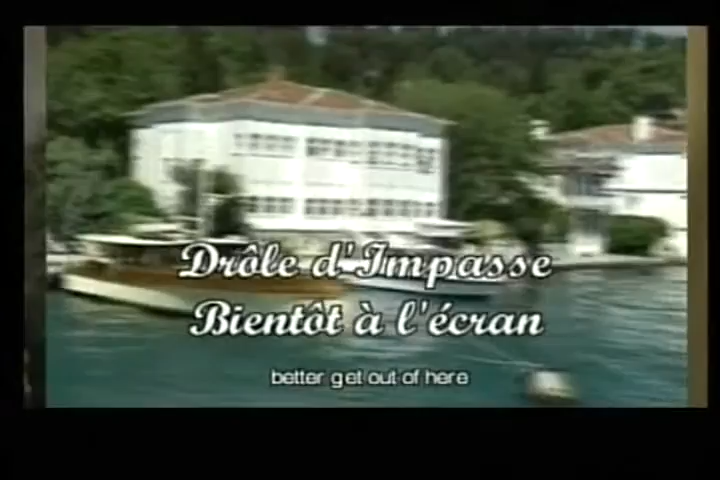 Drôle d'Impasse
Bientôt à l'écran
better get out of here